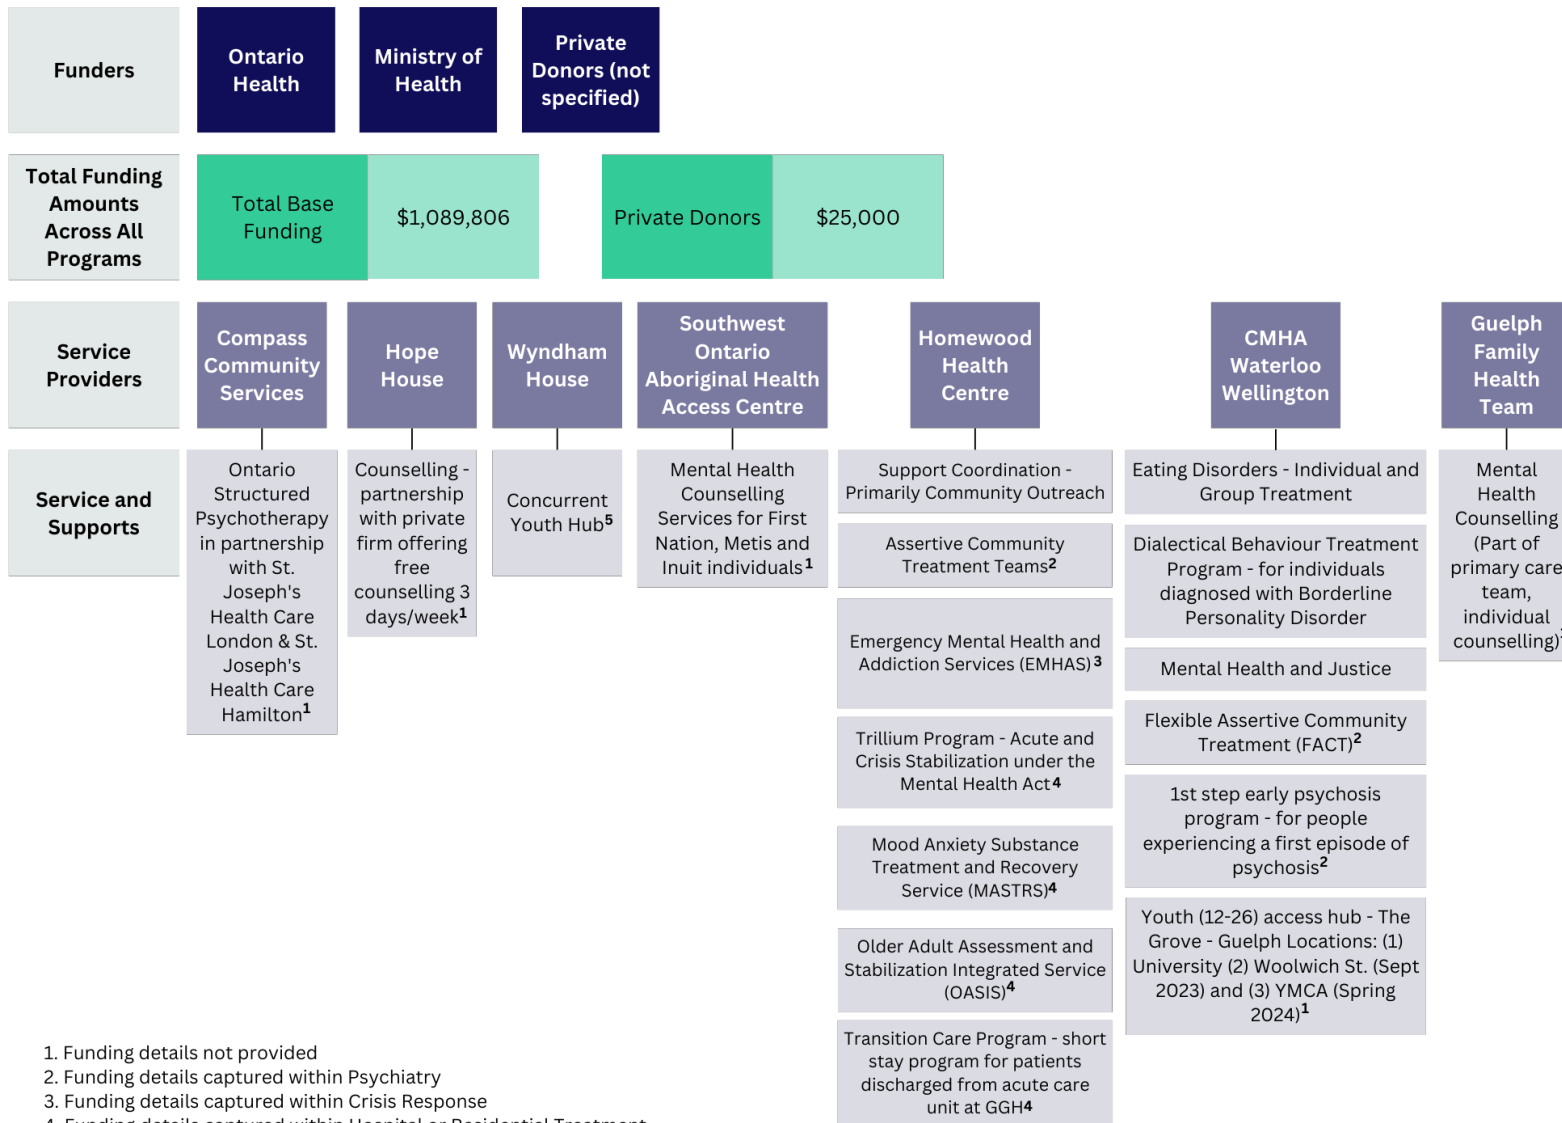 Funders
Ontario
Health
Ministry of
Health
Private
Donors (not
specified)
Total Funding
Amounts
Across All
Programs
Total Base
Funding
$1,089,806
Private Donors
$25,000
Service
Providers
Compass
Community
Services
Hope
House
Wyndham
House
Southwest
Ontario
Aboriginal Health
Access Centre
Homewood
Health
Centre
CMHA
Waterloo
Wellington
Guelph
Family
Health
Team
Service and
Supports
Ontario
Structured
Psychotherapy
in partnership
with St.
Joseph's
Health Care
London & St.
Joseph's
Health Care
Hamilton1
Counselling -
partnership
with private
firm offering
free
counselling 3
days/week1
Concurrent
Youth Hub5
Mental Health
Counselling
Services for First
Nation, Metis and
Inuit individuals1
Support Coordination -
Primarily Community Outreach
Assertive Community
Treatment Teams2
Emergency Mental Health and
Addiction Services (EMHAS)3
Trillium Program - Acute and
Crisis Stabilization under the
Mental Health Act4
Mood Anxiety Substance
Treatment and Recovery
Service (MASTRS)4
Older Adult Assessment and
Stabilization Integrated Service
(OASIS)4
Transition Care Program - short
stay program for patients
discharged from acute care
unit at GGH4
Eating Disorders - Individual and
Group Treatment
Dialectical Behaviour Treatment
Program - for individuals
diagnosed with Borderline
Personality Disorder
Mental Health and Justice
Flexible Assertive Community
Treatment (FACT)2
1st step early psychosis
program - for people
experiencing a first episode of
psychosis2
Youth (12-26) access hub - The
Grove - Guelph Locations: (1)
University (2) Woolwich St. (Sept
2023) and (3) YMCA (Spring
2024)1
Mental
Health
Counselling
(Part of
primary care
team,
individual
counselling)
1. Funding details not provided
2. Funding details captured within Psychiatry
3. Funding details captured within Crisis Response
4. Funding details captured within Hospital or Residential Treatment